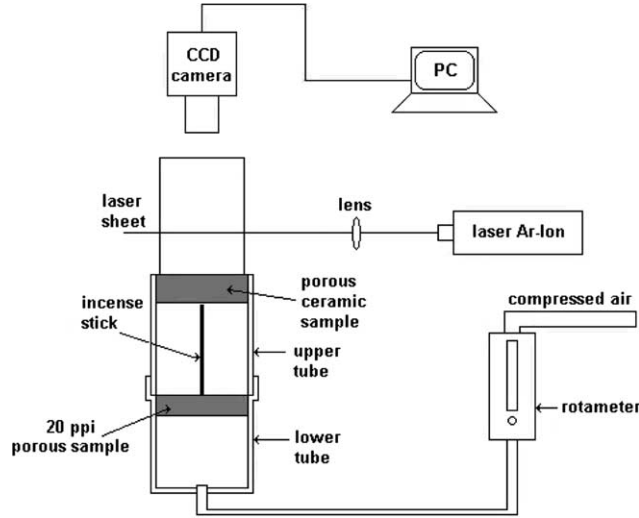 CCD
camera
PC
laser
sheet
lens
laser Ar-Ion
incense
stick
porous
ceramic
sample
compressed air
upper
tube
rotameter
20 ppi
porous sample
lower
tube